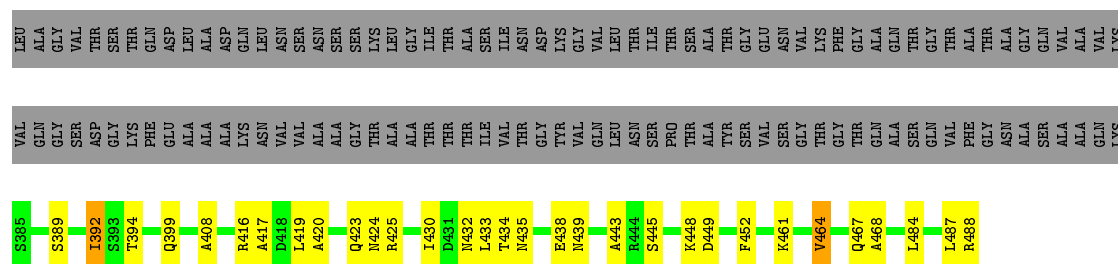 LEU ALA GLY VAL THR SER THR GLN ASP LEU ALA ASP GLN LEU ASN SER ASN SER SER LYS LEU GLY ILE THR ALA SER ILE ASN ASP LYS GLY VAL LEU THR ILE THR SER ALA THR GLY GLU ASN VAL LYS PHE GLY ALA GLN THR GLY THR ALA THR ALA GLY GLN VAL ALA VAL LYS
VAL GLN GLY SER ASP GLY LYS PHE GLU ALA ALA ALA LYS ASN VAL VAL ALA ALA GLY THR ALA ALA THR THR THR ILE VAL THR GLY TYR VAL GLN LEU ASN SER PRO THR ALA TYR SER VAL SER GLY THR GLY THR GLN ALA SER GLN VAL PHE GLY ASN ALA SER ALA ALA GLN
S385 S389 I392 S393 T394 Q399 A408 R416 A417 D418 L419 A420 Q423 N424 R425 I430 D431 N432 L433 T434 N435 E438 N439 A443 R444 S445 K448 D449 F452 K461 V464 Q467 A468 L484 L487 R488